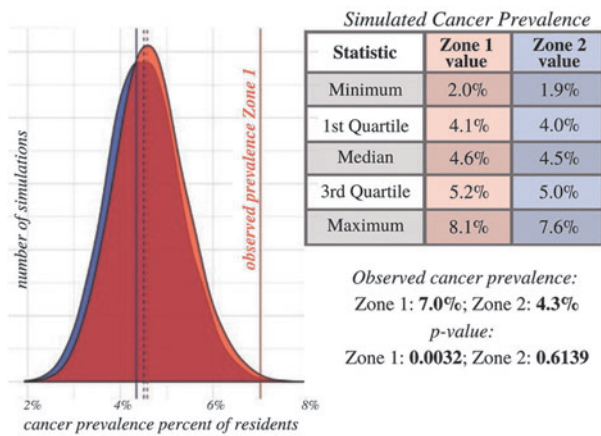 number of simulations
observed prevalence Zone 1
2%
4%
6%
8%
cancer prevalence percent of residents
Simulated Cancer Prevalence
Statistic
Zone 1 value
Zone 2 value
Minimum 2.0% 1.9%
1st Quartile 4.1% 4.0%
Median 4.6% 4.5%
3rd Quartile 5.2% 5.0%
Maximum 8.1% 7.6%
Observed cancer prevalence:
Zone 1: 7.0%; Zone 2: 4.3%
p-value:
Zone 1: 0.0032; Zone 2: 0.6139